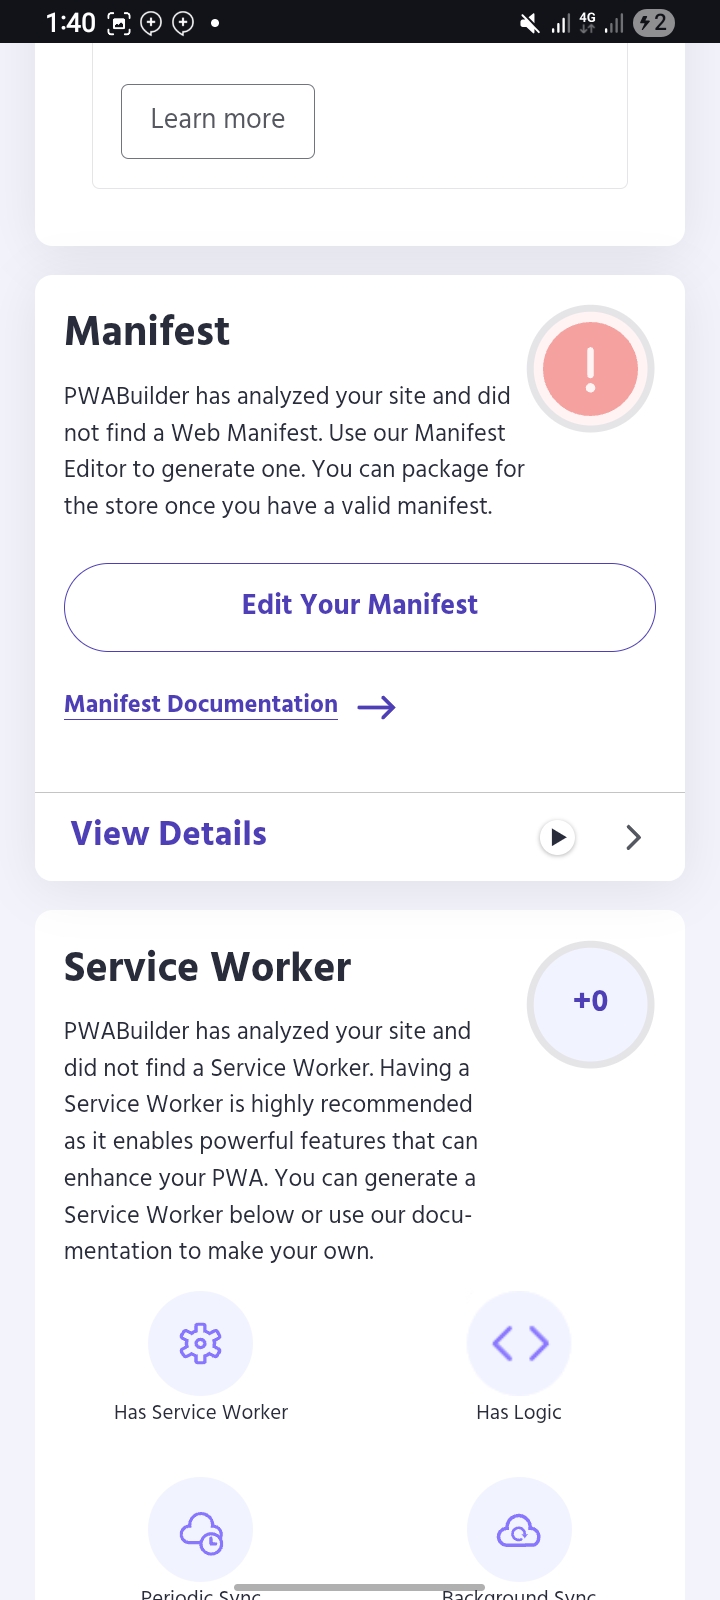 1:40
4G
2
Learn more
Manifest
PWABuilder has analyzed your site and did
not find a Web Manifest. Use our Manifest
Editor to generate one. You can package for
the store once you have a valid manifest.
Edit Your Manifest
Manifest Documentation
View Details
Service Worker
+0
PWABuilder has analyzed your site and
did not find a Service Worker. Having a
Service Worker is highly recommended
as it enables powerful features that can
enhance your PWA. You can generate a
Service Worker below or use our docu-
mentation to make your own.
Has Service Worker
Has Logic
Periodic Sync
Background Sync